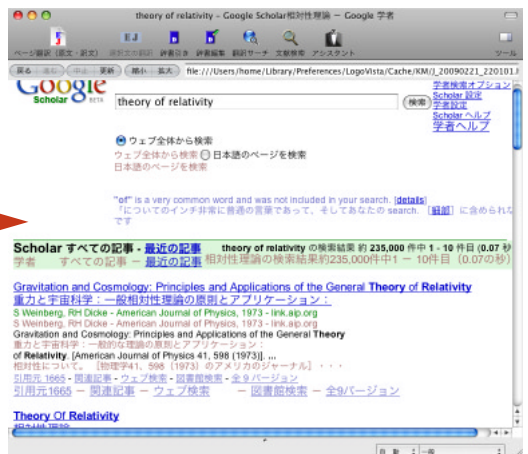 theory of relativity - Google Scholar相対性理論 － Google 学者
ページ翻訳（原文・訳文） 選択文の翻訳 辞書引き 辞書編集 翻訳サーチ 文献検索 アシスタント ツール
戻る 進む 中止 更新 縮小 拡大 file:///Users/home/Library/Preferences/LogoVista/Cache/KM/J_20090221_220101.
Google
Scholar BETA
theory of relativity
検索
学者検索オプション
Scholar 設定
学者設定
Scholar ヘルプ
学者ヘルプ
ウェブ全体から検索
ウェブ全体から検索 日本語のページを検索
日本語のページを検索
"of" is a very common word and was not included in your search. [details]
「についてのインチ非常に普通の言葉であって、そしてあなたの search. ［細部］に含められな
です
Scholar すべての記事 - 最近の記事 theory of relativity の検索結果 約 235,000 件中 1 - 10 件目 (0.07 秒
学者 すべての記事 － 最近の記事 相対性理論の検索結果約235,000件中1 － 10件目（0.07の秒）
Gravitation and Cosmology: Principles and Applications of the General Theory of Relativity
重力と宇宙科学：一般相対性理論の原則とアプリケーション：
S Weinberg, RH Dicke - American Journal of Physics, 1973 - link.aip.org
S Weinberg, RH Dicke - American Journal of Physics, 1973 - link.aip.org
Gravitation and Cosmology: Principles and Applications of the General Theory
重力と宇宙科学：一般的な理論の原則とアプリケーション：
of Relativity. [American Journal of Physics 41, 598 (1973)]. ...
相対性について。［物理学41、598（1973）のアメリカのジャーナル］・・・
引用元 1665 - 関連記事 - ウェブ検索 - 図書館検索 - 全 9 バージョン
引用元1665 － 関連記事 － ウェブ検索 － 図書館検索 － 全9バージョン
Theory Of Relativity
相対性理論
自動 一般